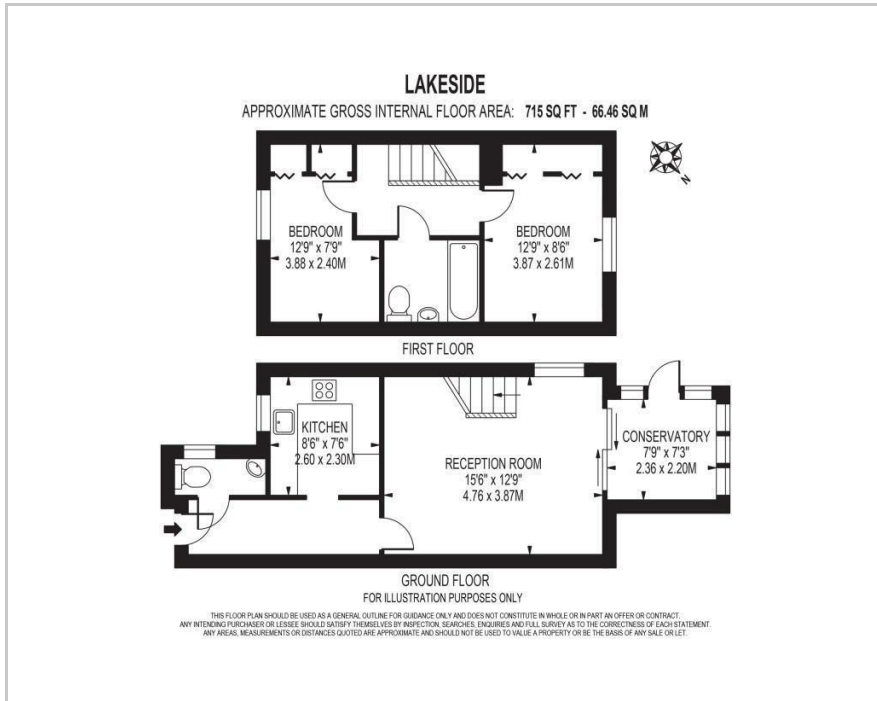 LAKESIDE
APPROXIMATE GROSS INTERNAL FLOOR AREA: 715 SQ FT - 66.46 SQ M
N
BEDROOM
12'9" x 7'9"
3.88 x 2.40M
BEDROOM
12'9" x 8'6"
3.87 x 2.61M
FIRST FLOOR
KITCHEN
8'6" x 7'6"
2.60 x 2.30M
RECEPTION ROOM
15'6" x 12'9"
4.76 x 3.87M
CONSERVATORY
7'9" x 7'3"
2.36 x 2.20M
GROUND FLOOR
FOR ILLUSTRATION PURPOSES ONLY
THIS FLOOR PLAN SHOULD BE USED AS A GENERAL OUTLINE FOR GUIDANCE ONLY AND DOES NOT CONSTITUTE IN WHOLE OR IN PART AN OFFER OR CONTRACT.
ANY INTENDING PURCHASER OR LESSEE SHOULD SATISFY THEMSELVES BY INSPECTION, SEARCHES, ENQUIRIES AND FULL SURVEY AS TO THE CORRECTNESS OF EACH STATEMENT.
ANY AREAS, MEASUREMENTS OR DISTANCES QUOTED ARE APPROXIMATE AND SHOULD NOT BE USED TO VALUE A PROPERTY OR BE THE BASIS OF ANY SALE OR LET.